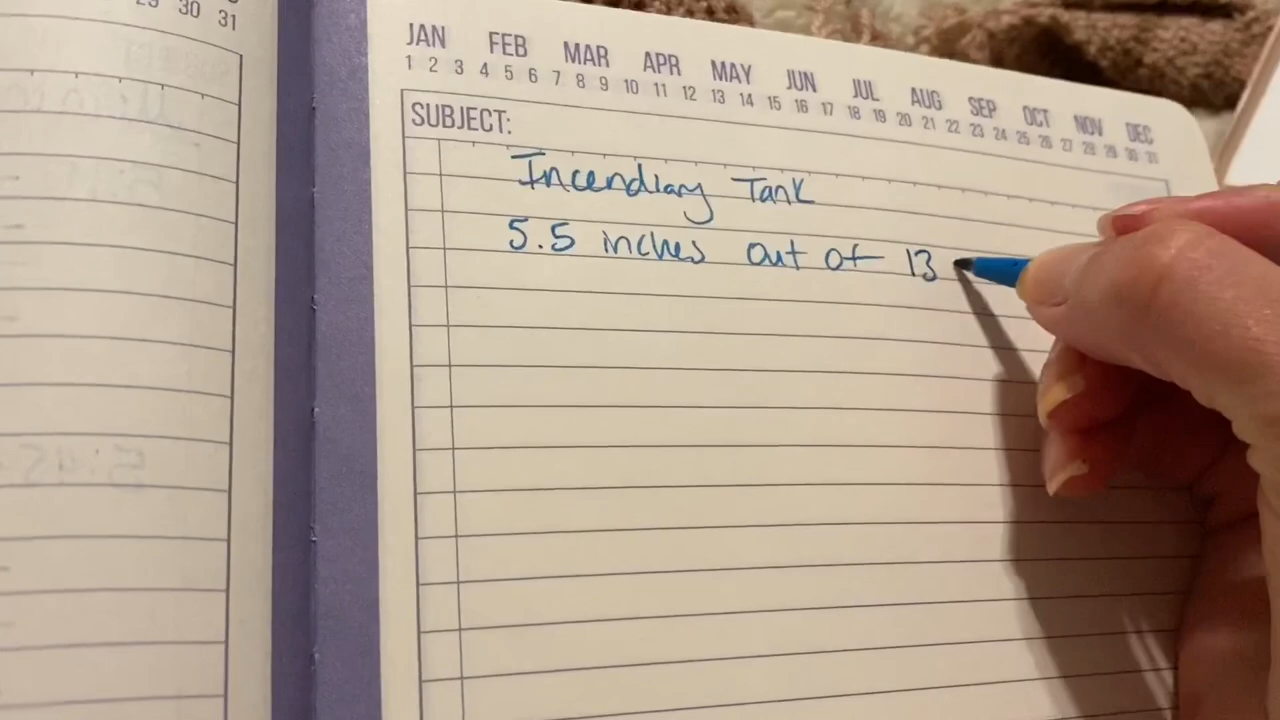 29 30 31
JAN FEB MAR APR MAY JUN JUL AUG SEP OCT NOV DEC
1 2 3 4 5 6 7 8 9 10 11 12 13 14 15 16 17 18 19 20 21 22 23 24 25 26 27 28 29 30 31
SUBJECT:
Incendiary Tank
5.5 inches out of 13